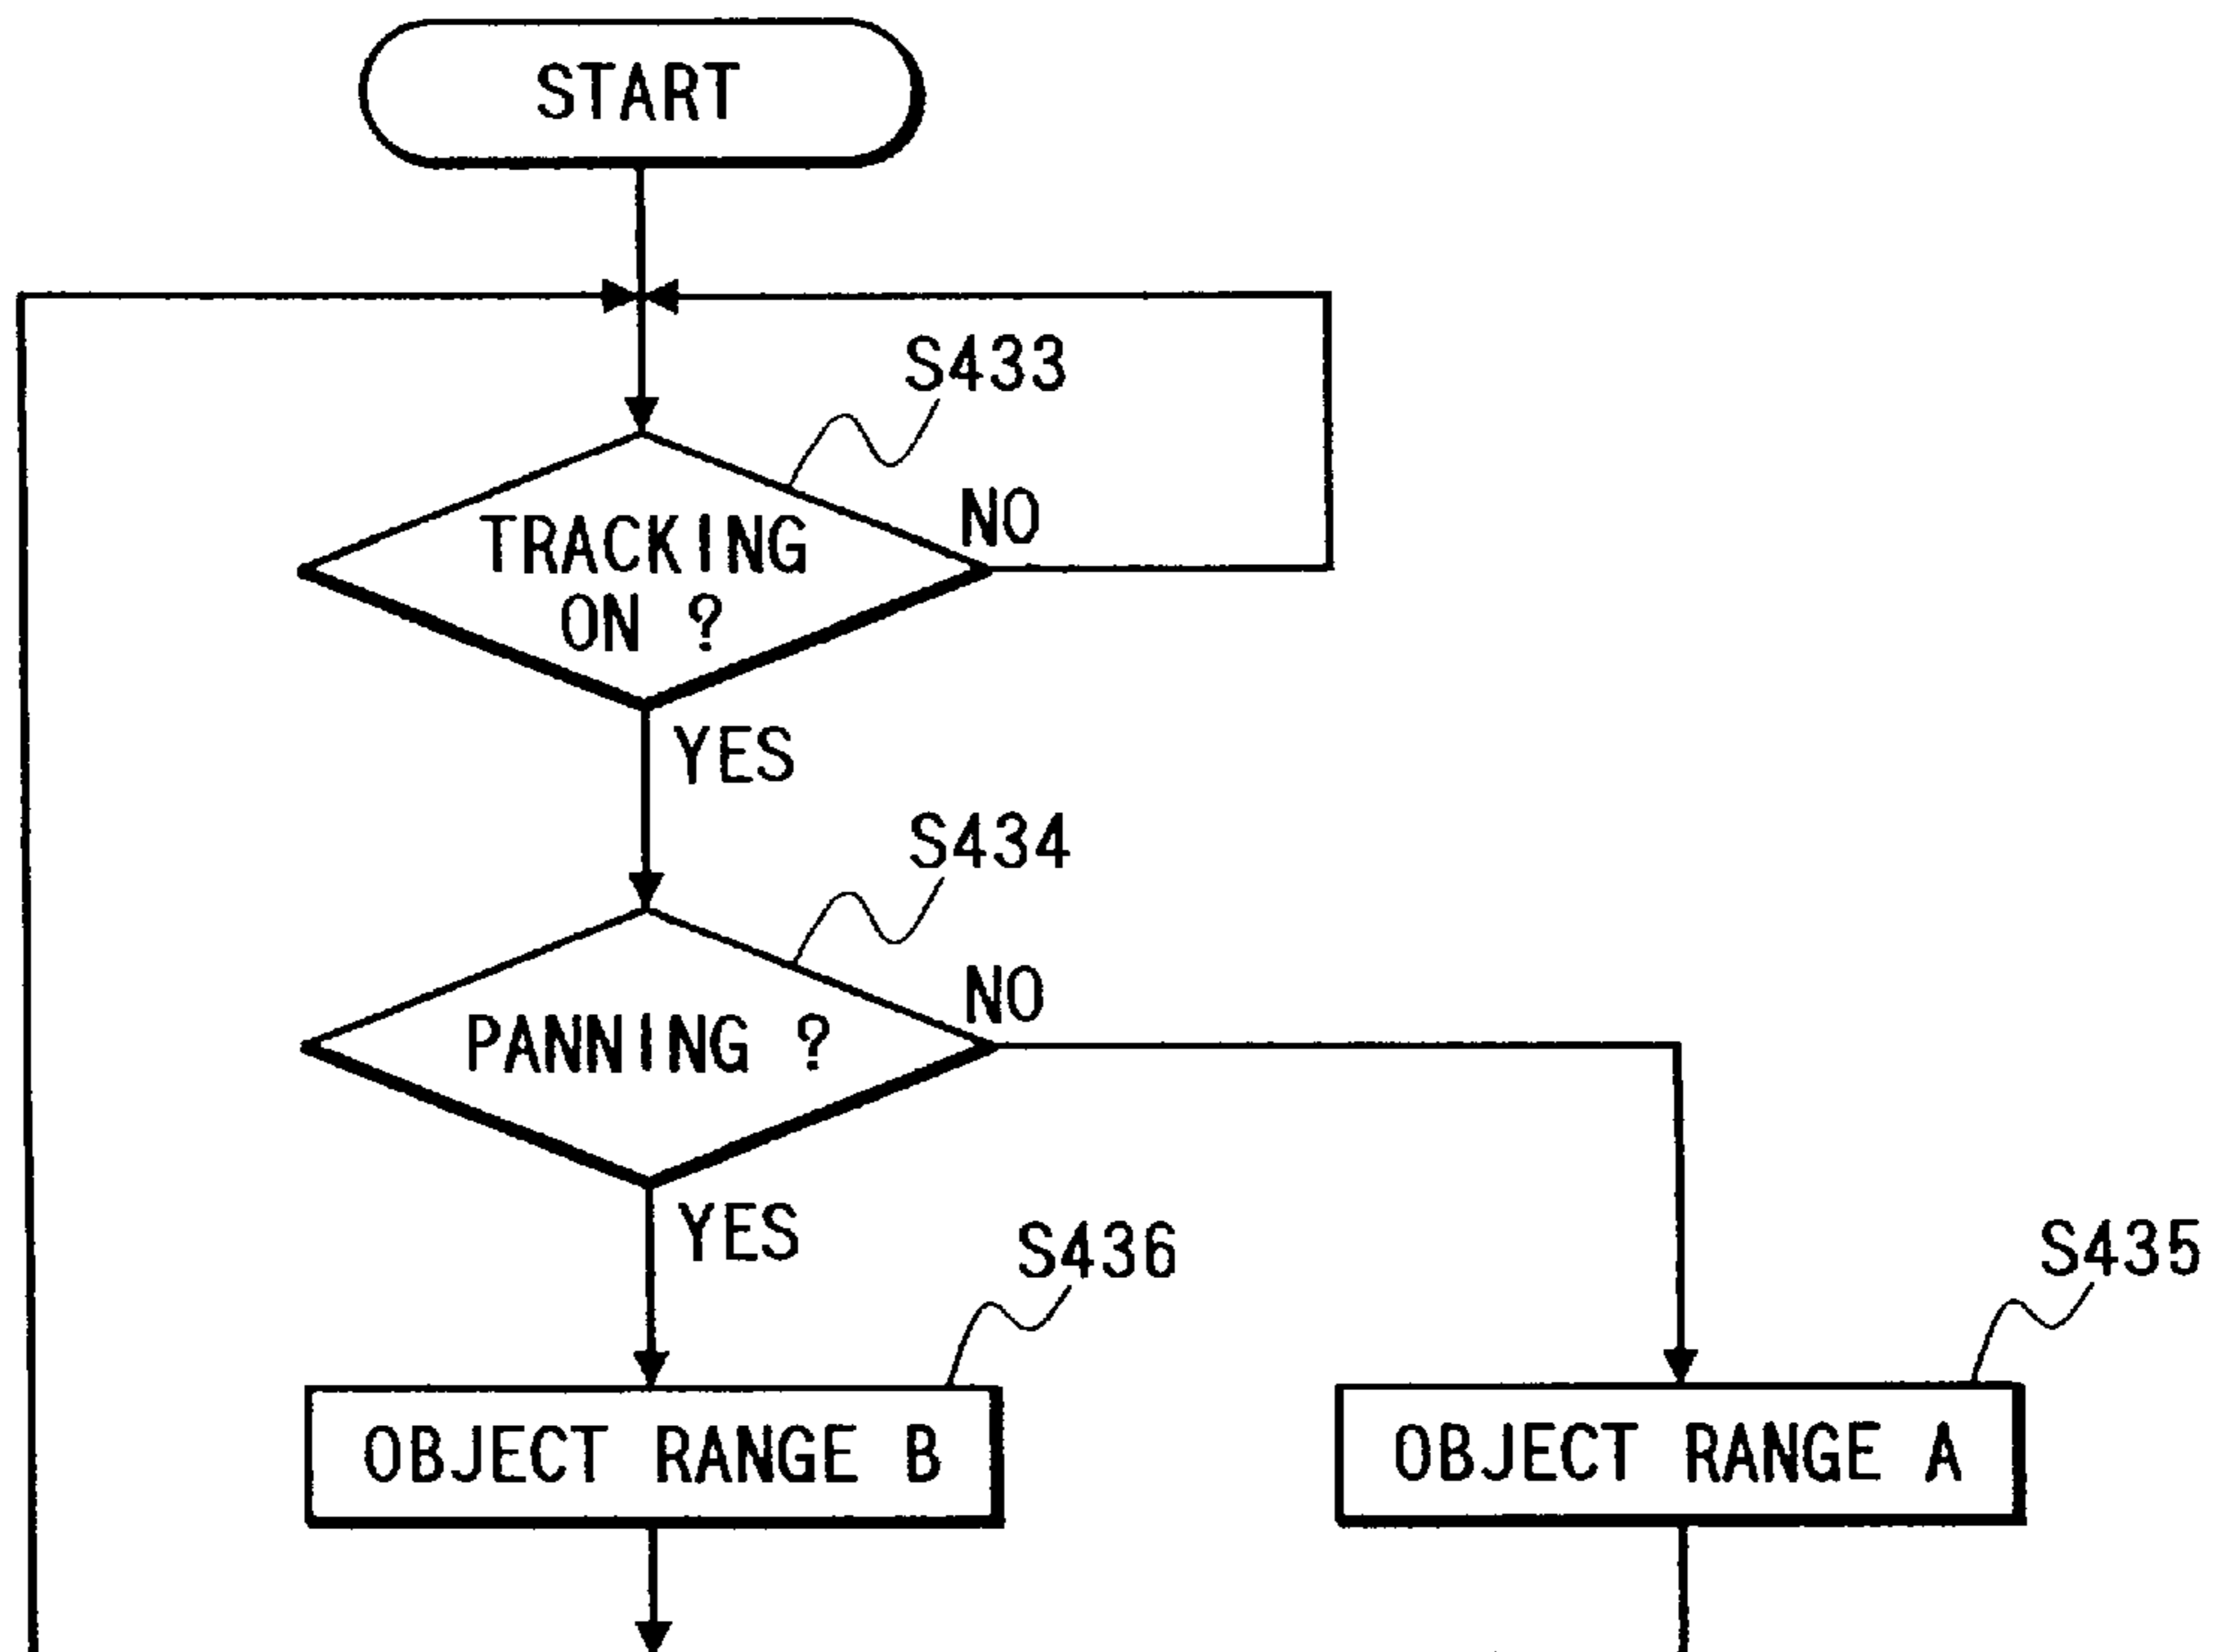 START
S433
NO
TRACKING
ON ?
YES
S434
NO
PANNING ?
YES
S436
S435
OBJECT RANGE B
OBJECT RANGE A